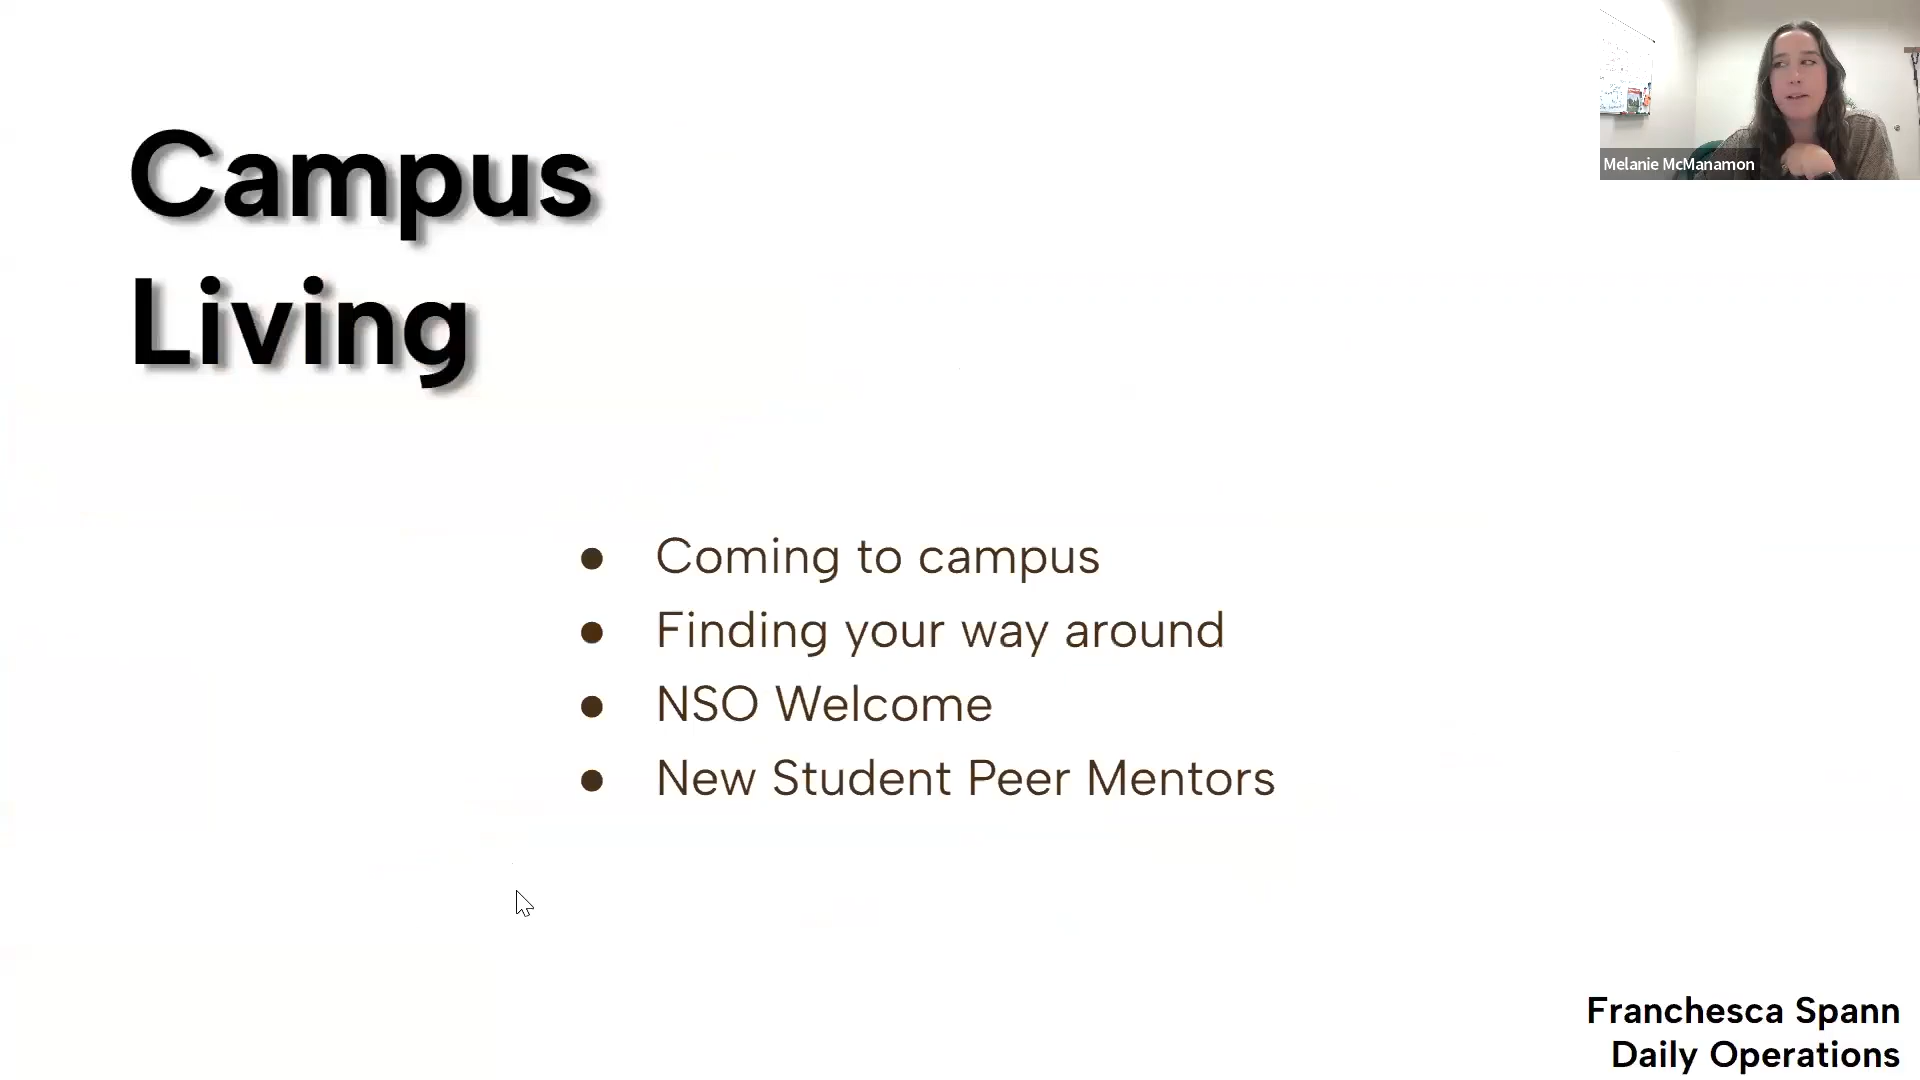 Campus
Living
Melanie McManamon
● Coming to campus
● Finding your way around
● NSO Welcome
● New Student Peer Mentors
Franchesca Spann
Daily Operations